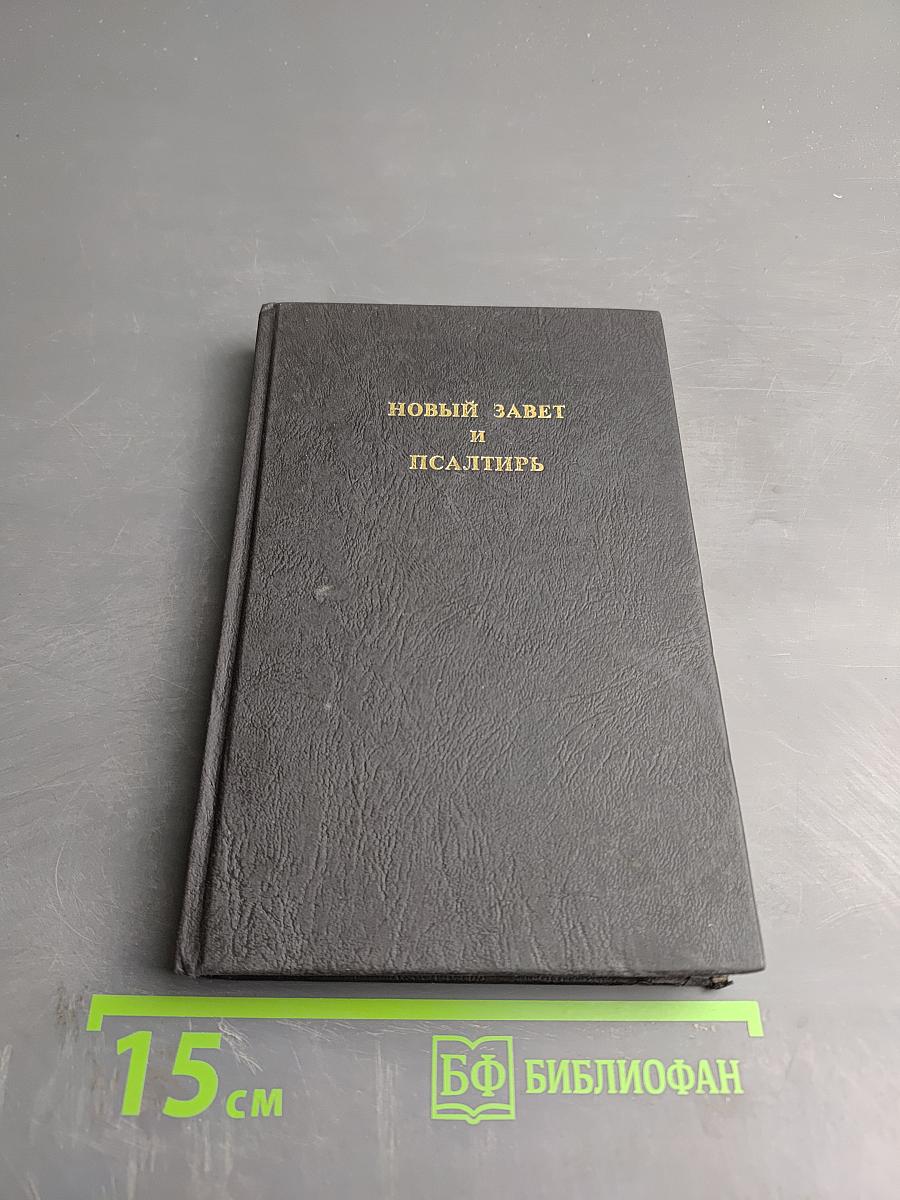 НОВЫЙ ЗАВЕТ
И
ПСАЛТИРЬ
15 см
БФ БИБЛИОФАН